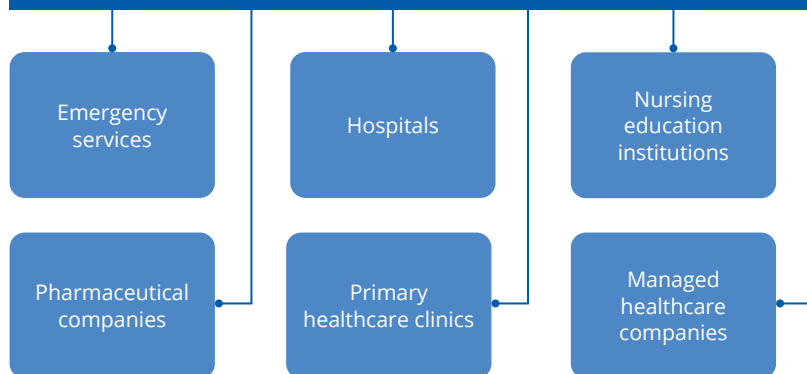 Emergency
services
Hospitals
Nursing
education
institutions
Pharmaceutical
companies
Primary
healthcare clinics
Managed
healthcare
companies